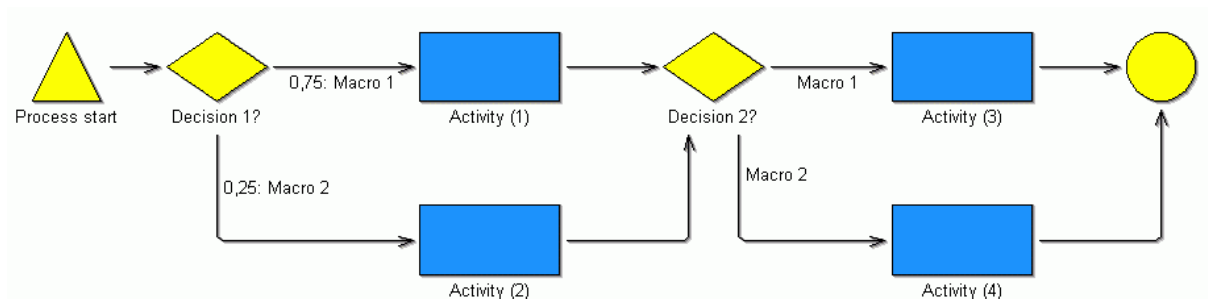 0,75: Macro 1
Macro 1
Process start
Decision 1?
Activity (1)
Decision 2?
Activity (3)
0,25: Macro 2
Macro 2
Activity (2)
Activity (4)